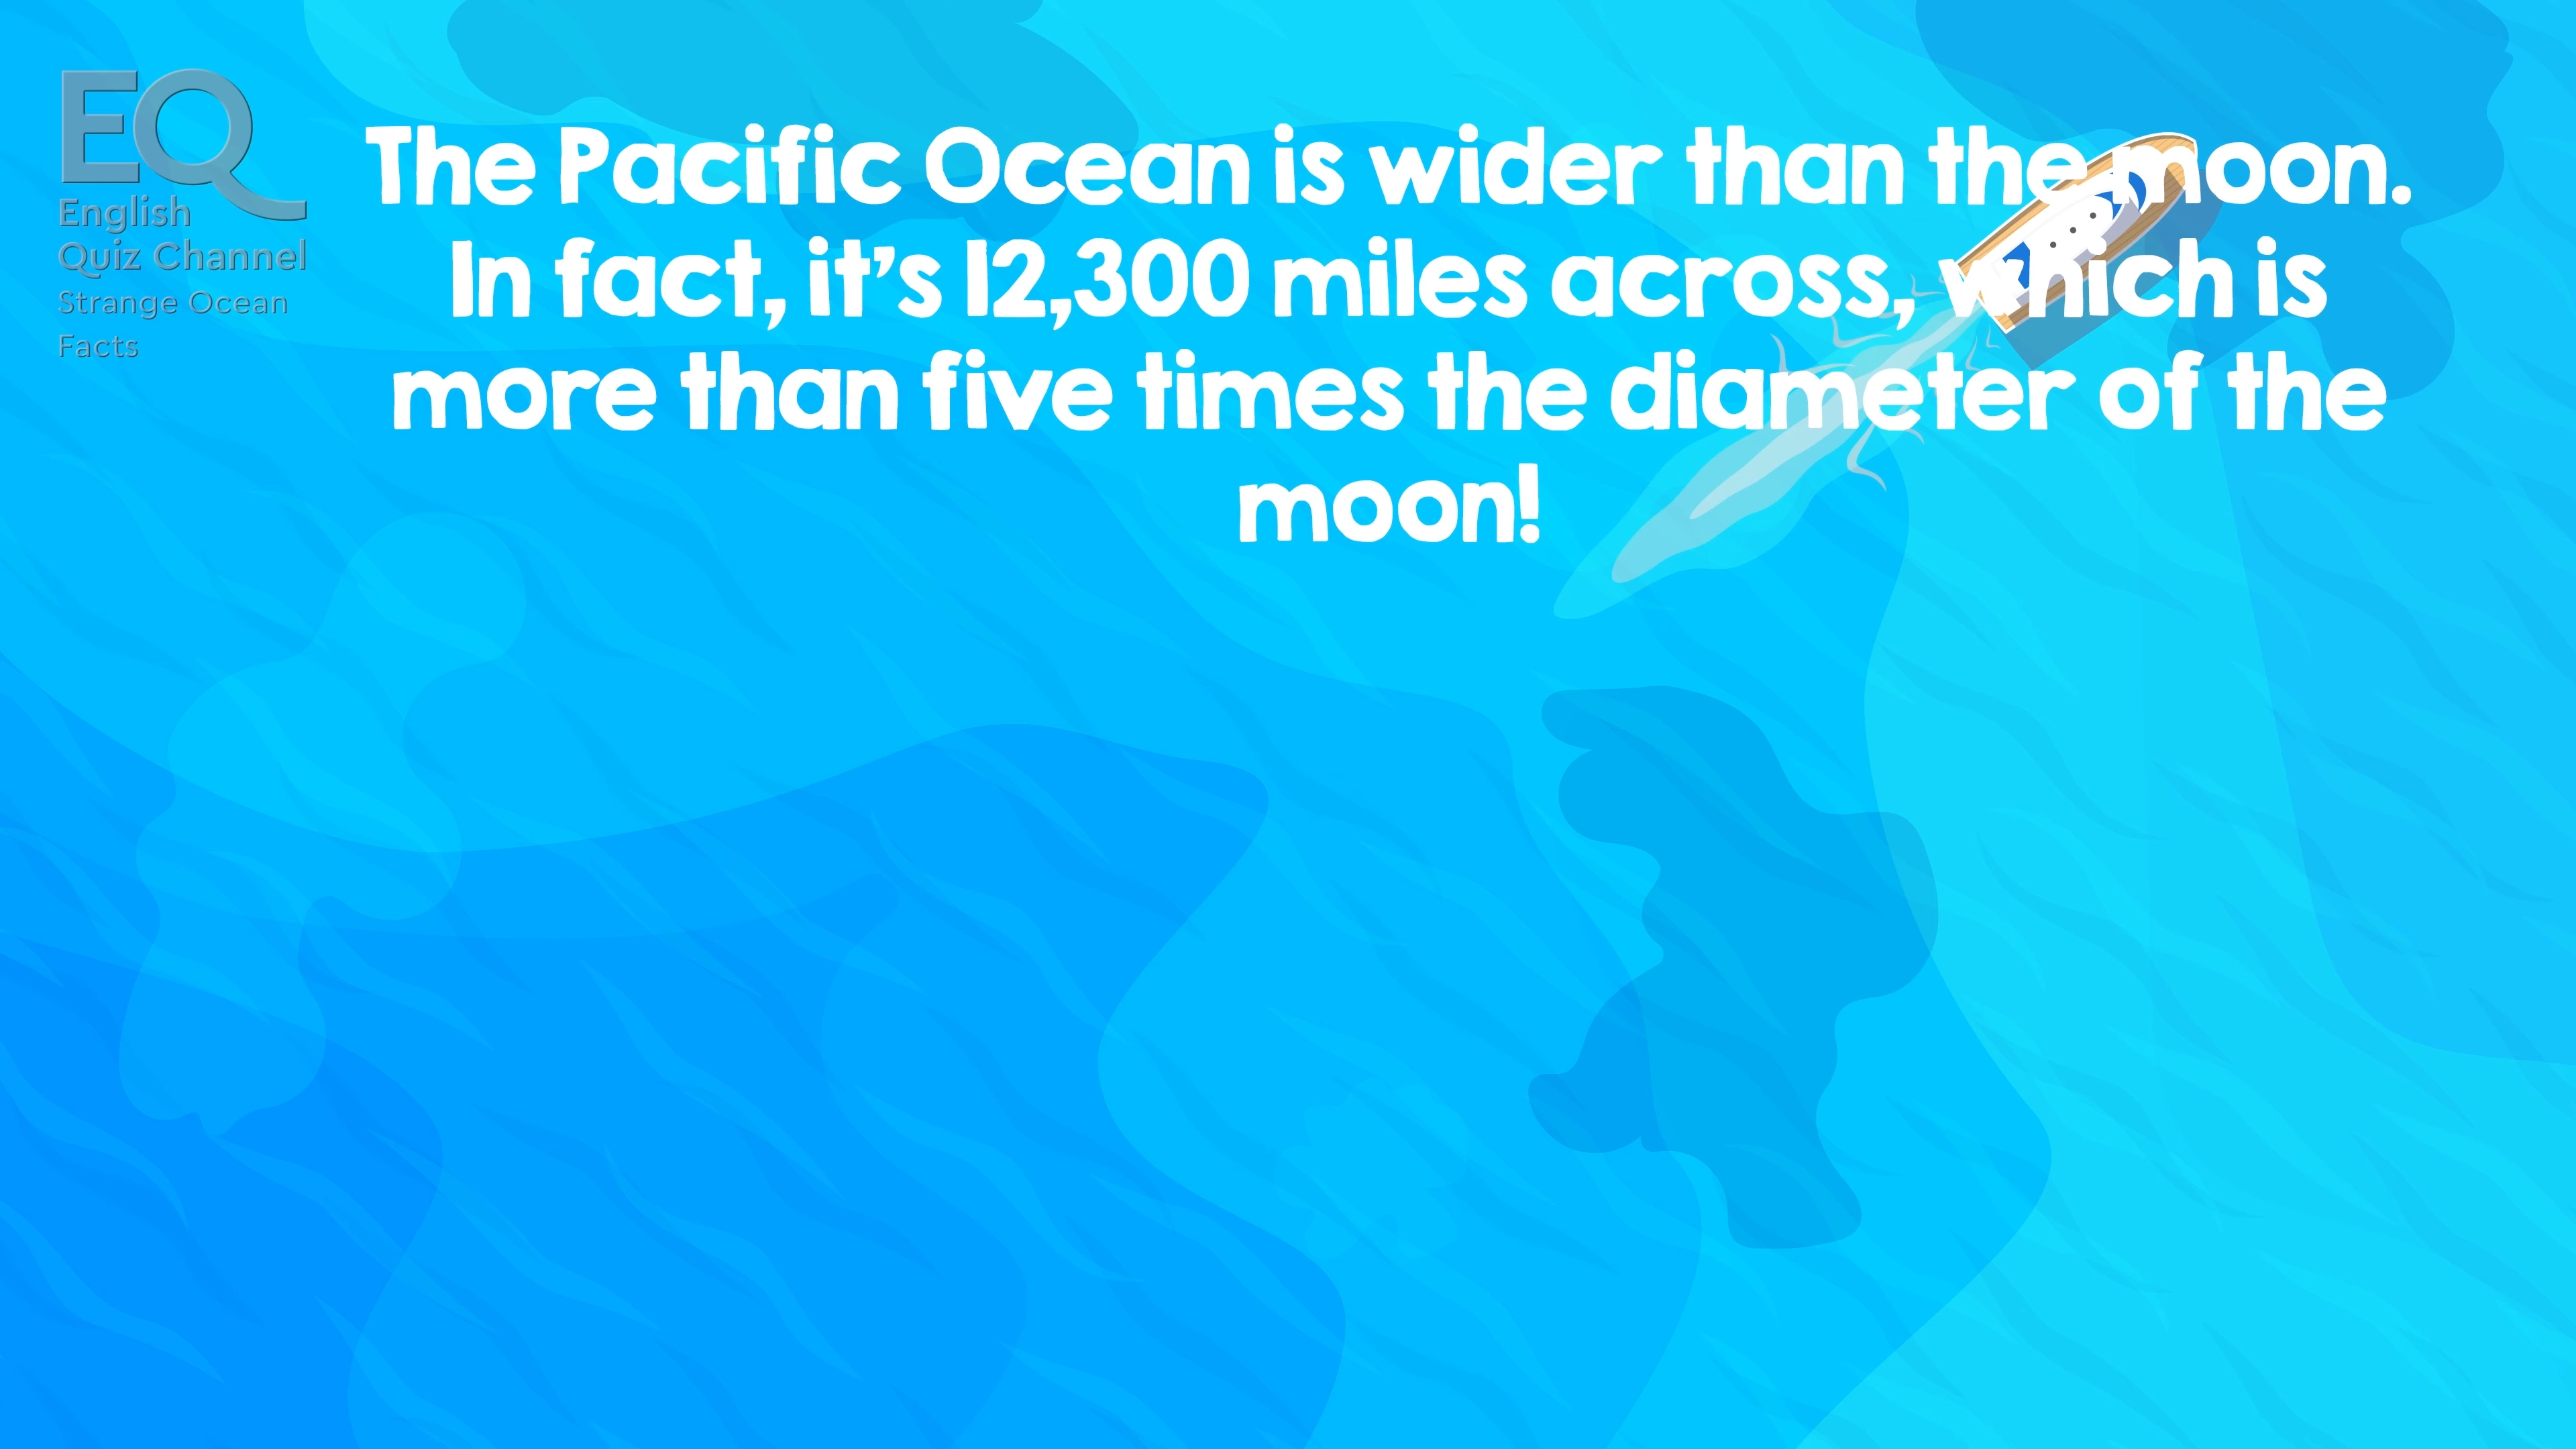 EQ
English
Quiz Channel
Strange Ocean
Facts
The Pacific Ocean is wider than the moon.
In fact, it’s 12,300 miles across, which is
more than five times the diameter of the
moon!